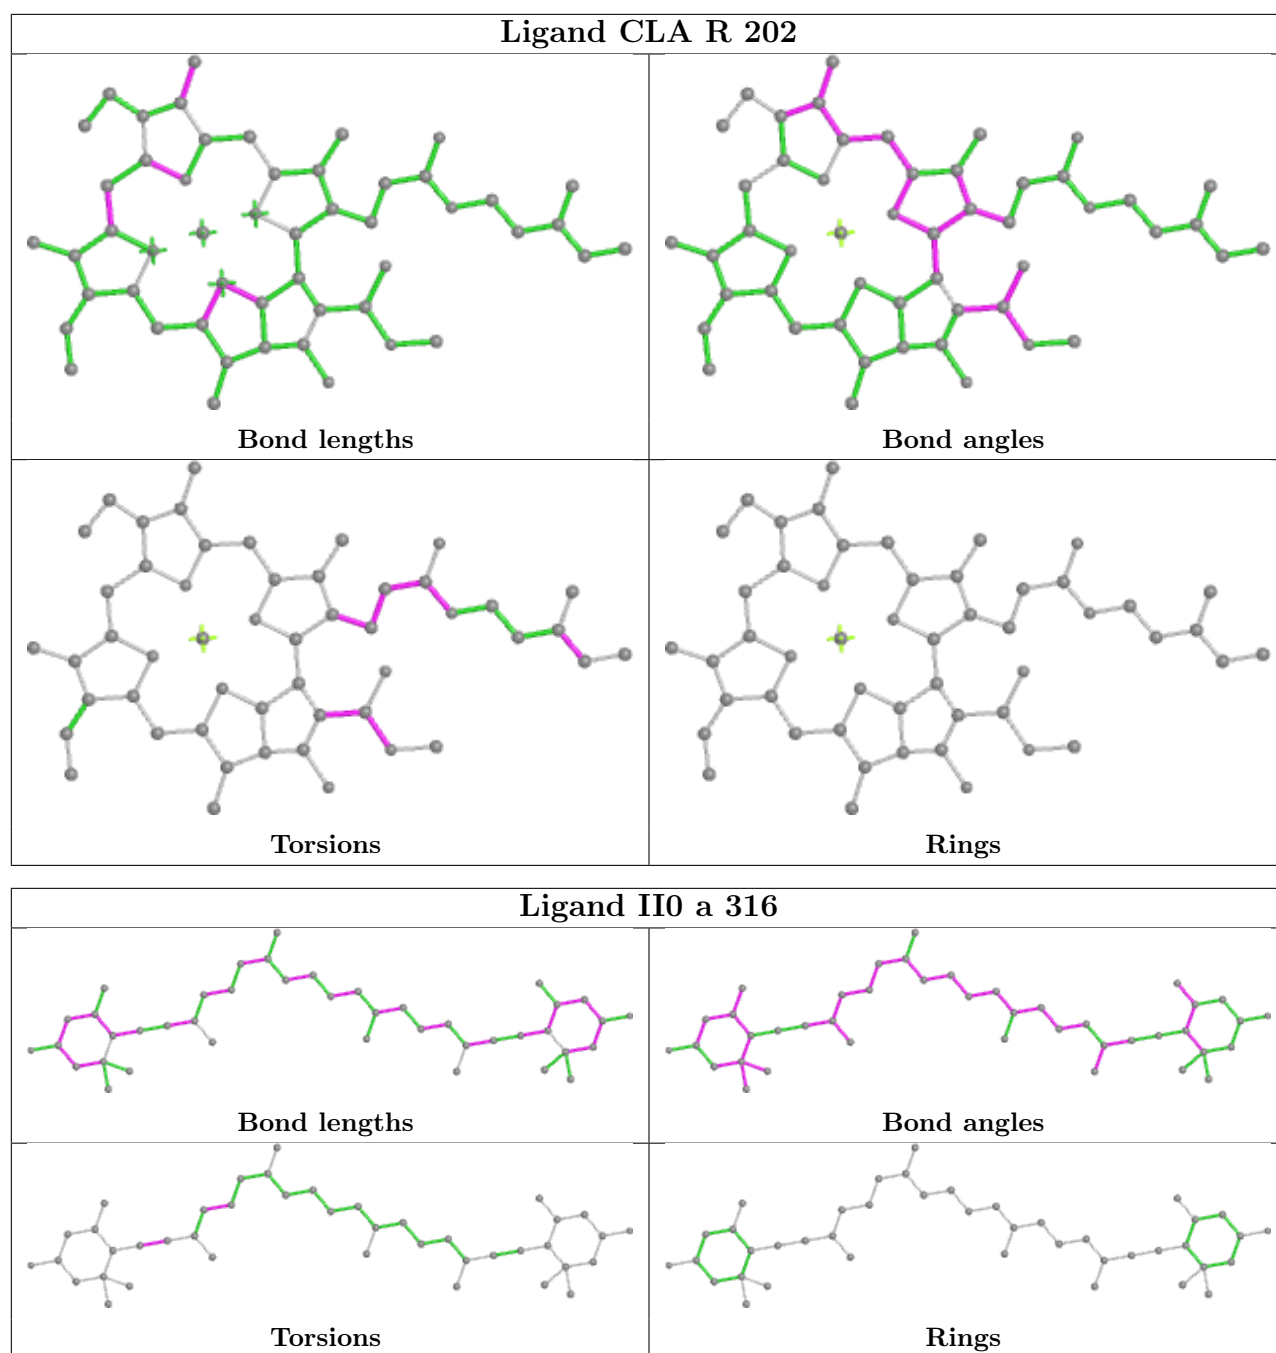 Ligand CLA R 202
Bond lengths
Bond angles
Torsions
Rings
Ligand II0 a 316
Bond lengths
Bond angles
Torsions
Rings